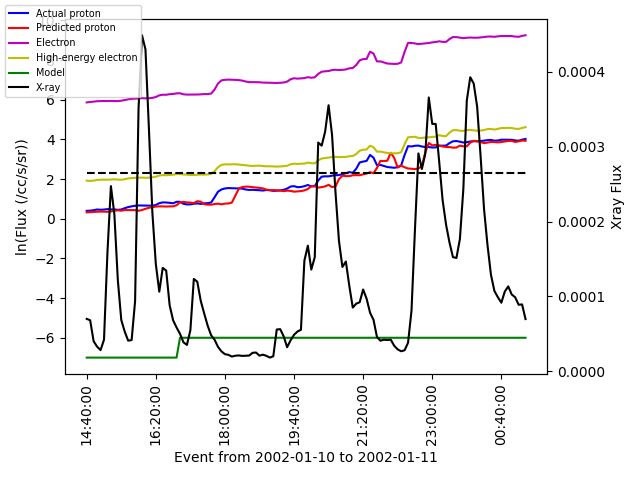 Actual proton
Predicted proton
Electron
High-energy electron
Model
X-ray
6
4
2
0
−2
−4
−6
ln(Flux (/cc/s/sr))
0.0004
0.0003
0.0002
0.0001
0.0000
Xray Flux
14:40:00
16:20:00
18:00:00
19:40:00
21:20:00
23:00:00
00:40:00
Event from 2002-01-10 to 2002-01-11